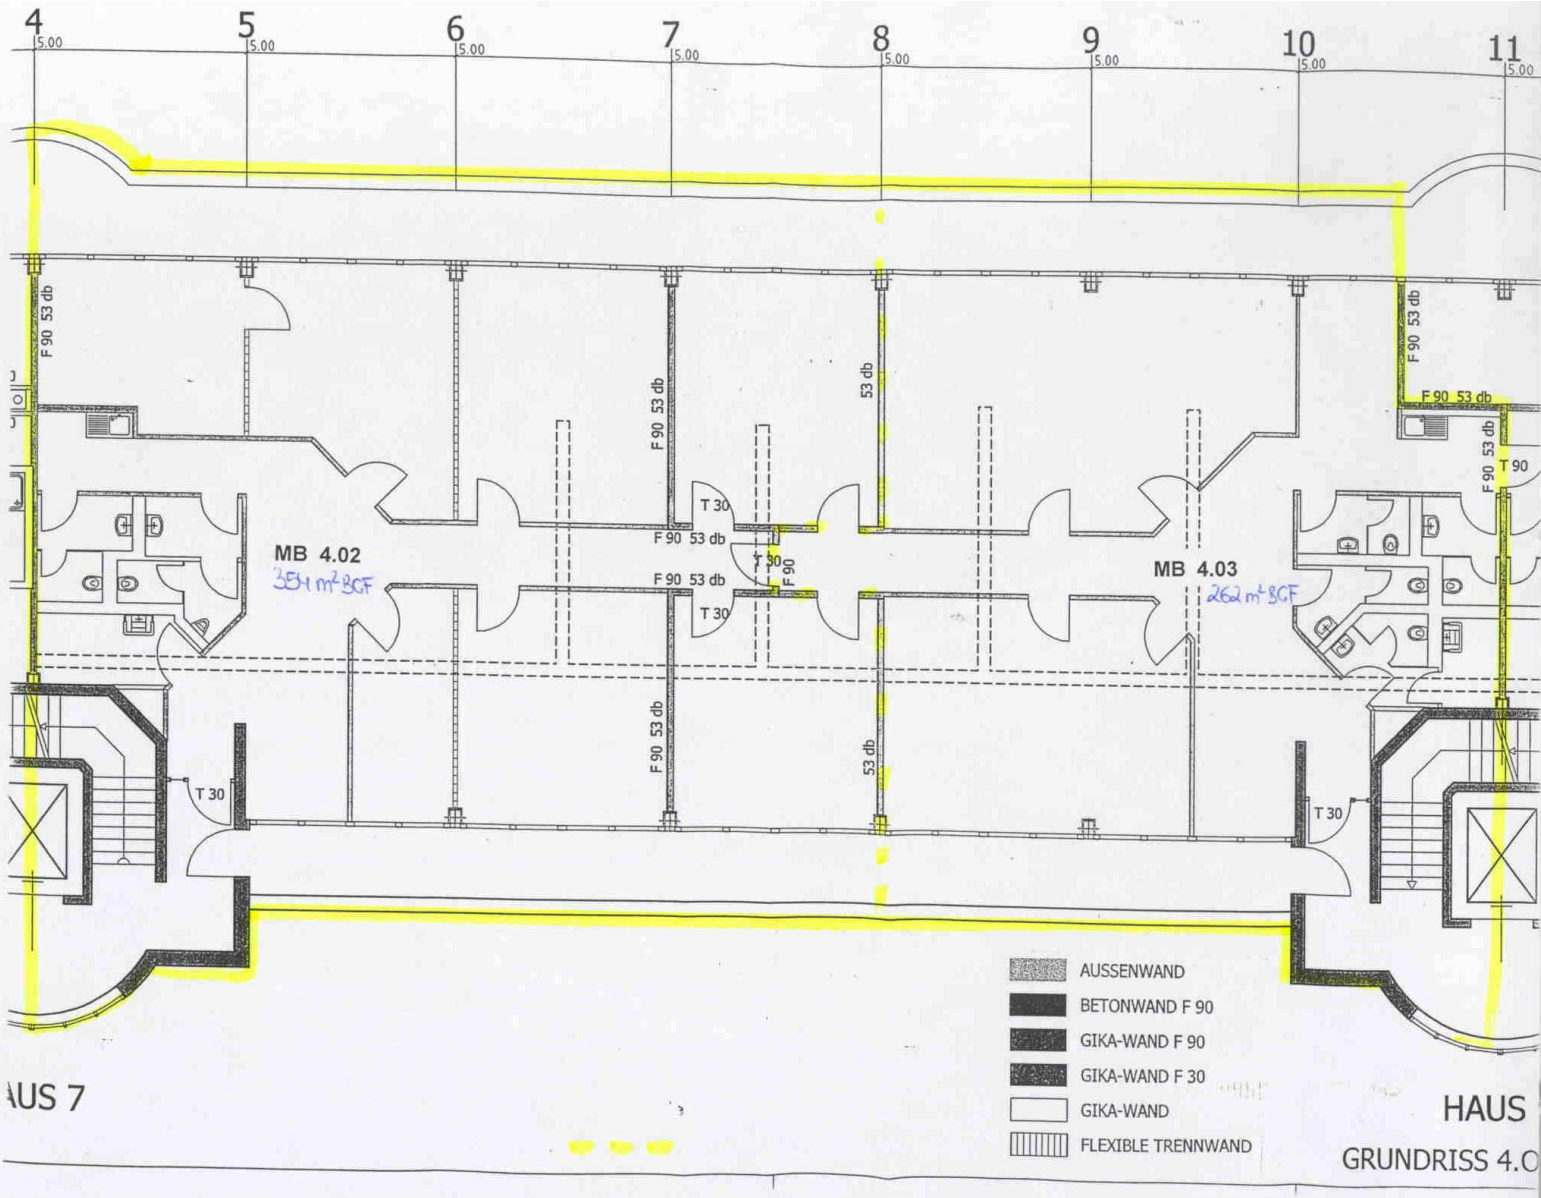 4 5 6 7 8 9 10 11
5.00 5.00 5.00 5.00 5.00 5.00 5.00 5.00
F 90 53 db
F 90 53 db
53 db
F 90 53 db
F 90 53 db
F 90 53 db
T 90
T 30
F 90 53 db
T 30
F 90
F 90 53 db
T 30
MB 4.02
354 m² BGF
MB 4.03
262 m² BGF
F 90 53 db
53 db
T 30
T 30
AUSSENWAND
BETONWAND F 90
GIKA-WAND F 90
GIKA-WAND F 30
GIKA-WAND
FLEXIBLE TRENNWAND
AUS 7
HAUS
GRUNDRISS 4.O